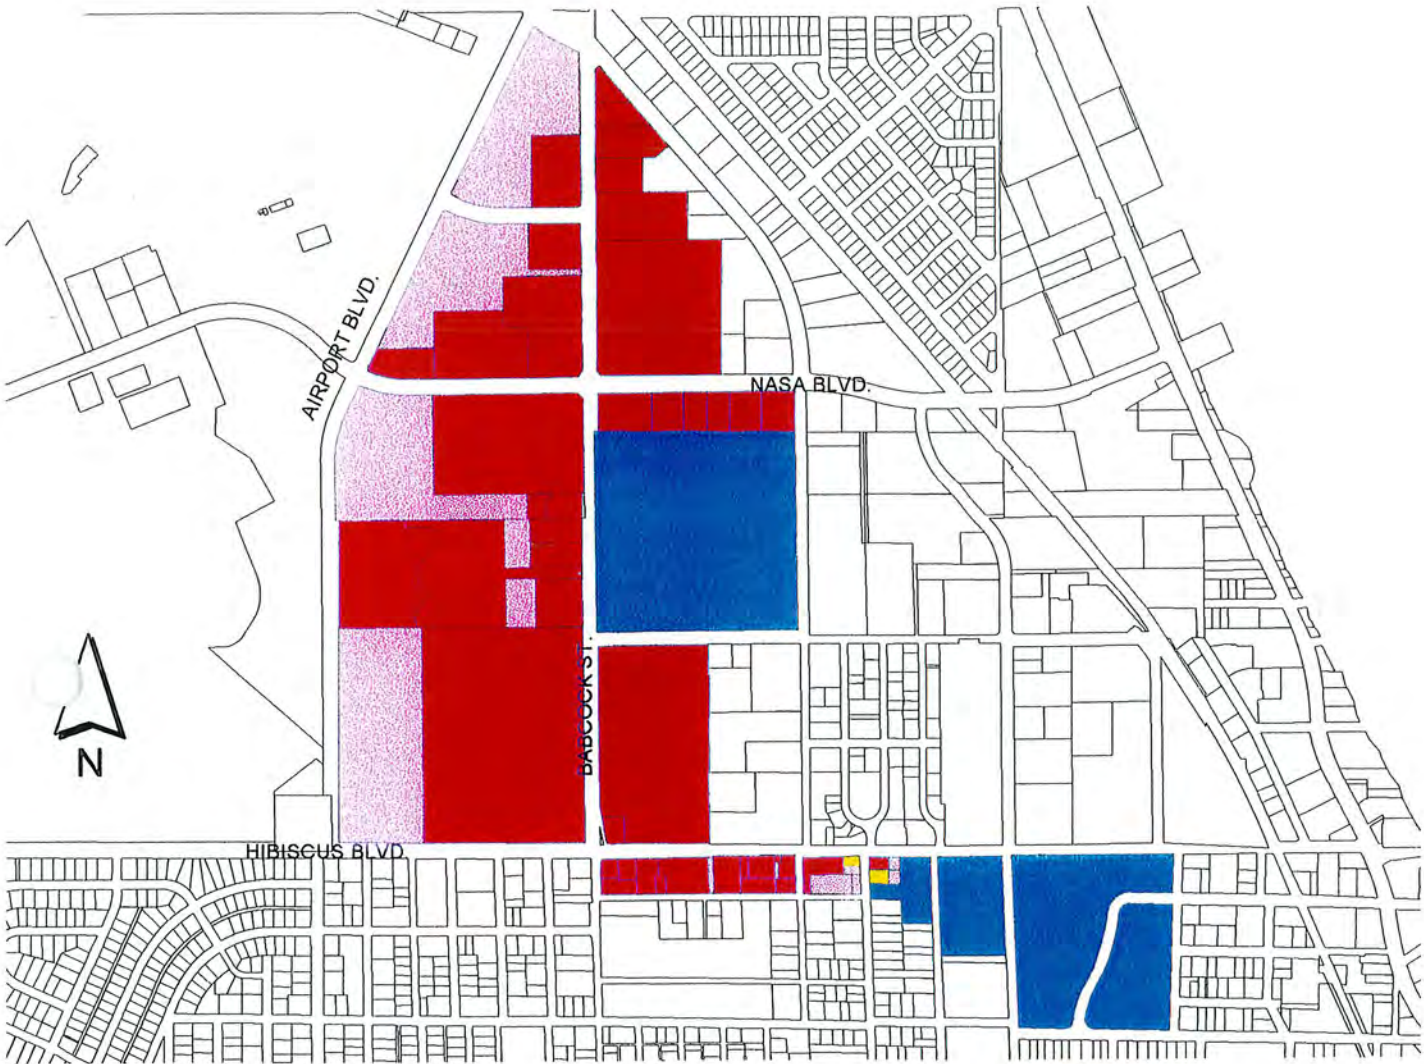 AIRPORT BLVD.
NASA BLVD.
BABCOCK ST.
N
HIBISCUS BLVD